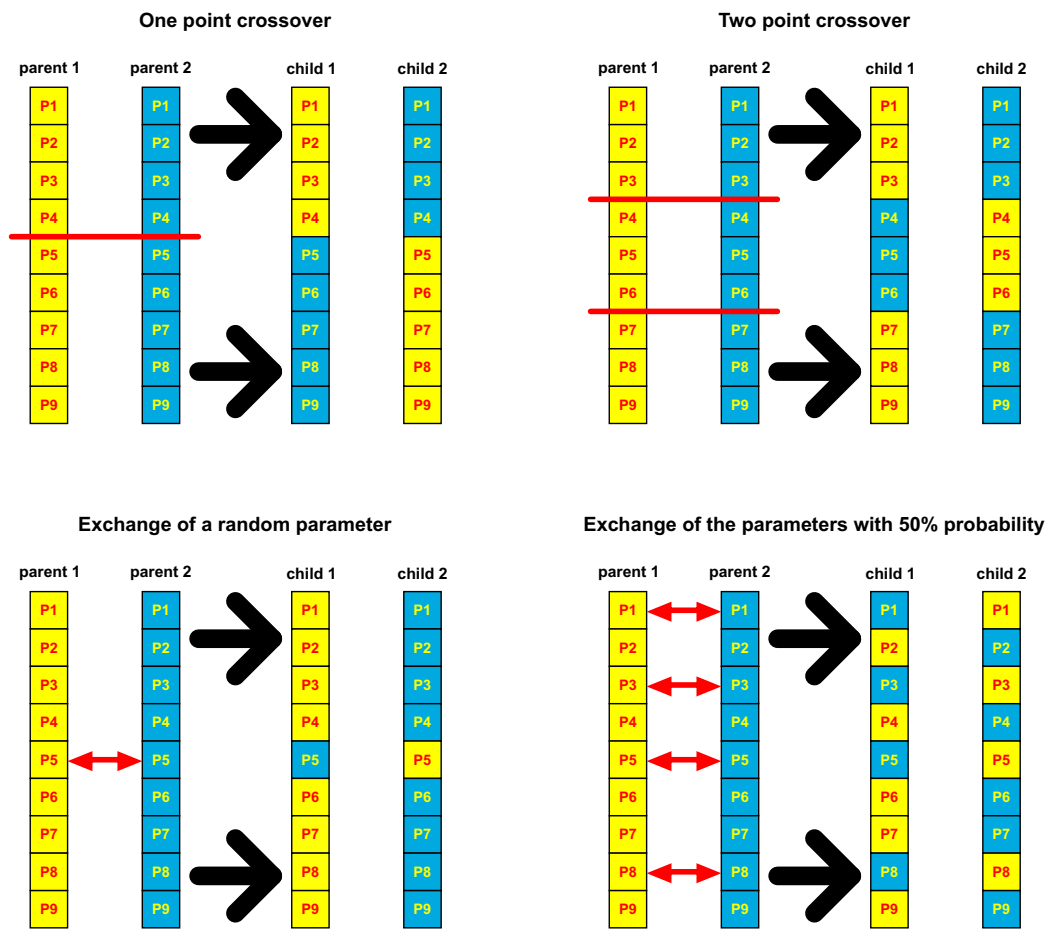 One point crossover
parent 1 parent 2 child 1 child 2
P1 P1 P1 P1
P2 P2 P2 P2
P3 P3 P3 P3
P4 P4 P4 P4
P5 P5 P5 P5
P6 P6 P6 P6
P7 P7 P7 P7
P8 P8 P8 P8
P9 P9 P9 P9
Two point crossover
parent 1 parent 2 child 1 child 2
P1 P1 P1 P1
P2 P2 P2 P2
P3 P3 P3 P3
P4 P4 P4 P4
P5 P5 P5 P5
P6 P6 P6 P6
P7 P7 P7 P7
P8 P8 P8 P8
P9 P9 P9 P9
Exchange of a random parameter
parent 1 parent 2 child 1 child 2
P1 P1 P1 P1
P2 P2 P2 P2
P3 P3 P3 P3
P4 P4 P4 P4
P5 P5 P5 P5
P6 P6 P6 P6
P7 P7 P7 P7
P8 P8 P8 P8
P9 P9 P9 P9
Exchange of the parameters with 50% probability
parent 1 parent 2 child 1 child 2
P1 P1 P1 P1
P2 P2 P2 P2
P3 P3 P3 P3
P4 P4 P4 P4
P5 P5 P5 P5
P6 P6 P6 P6
P7 P7 P7 P7
P8 P8 P8 P8
P9 P9 P9 P9